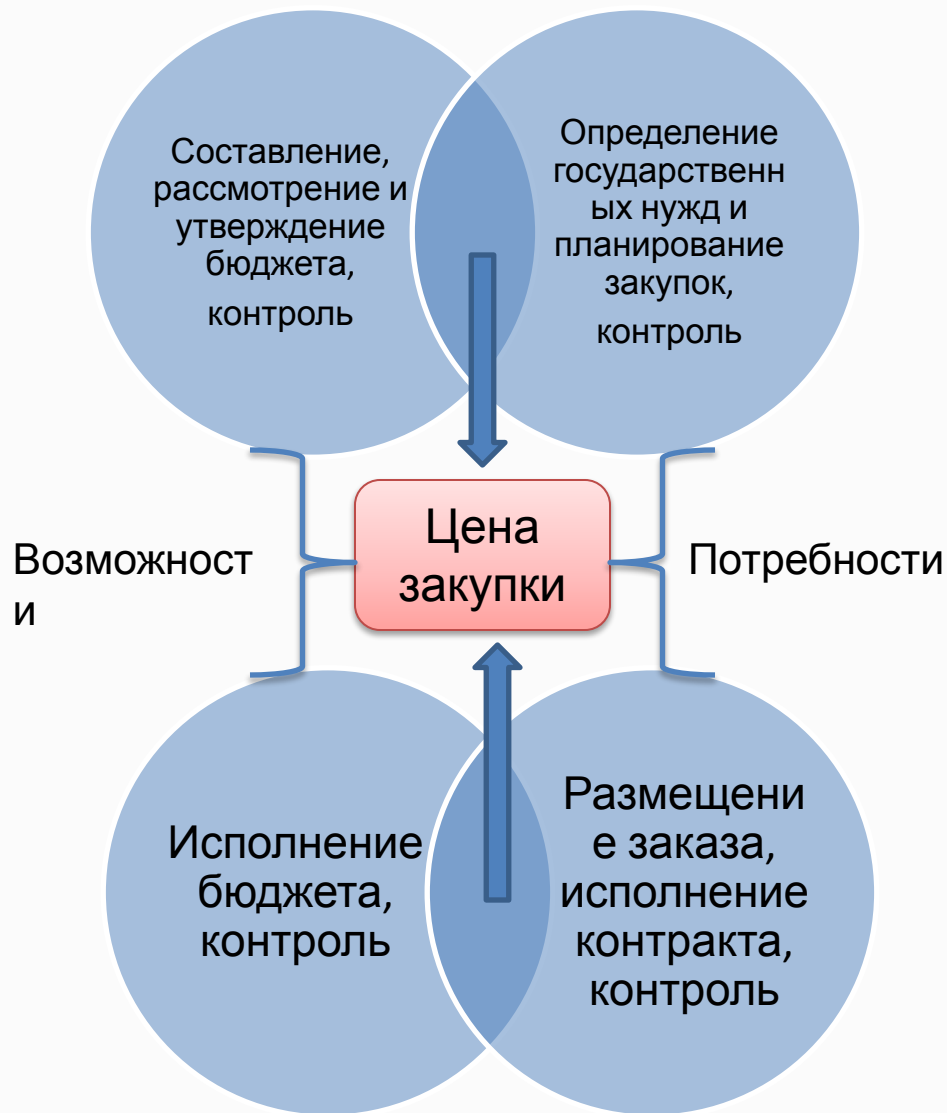 Составление,
рассмотрение и
утверждение
бюджета,
контроль
Определение
государственн
ых нужд и
планирование
закупок,
контроль
Возможност
и
Цена
закупки
Потребности
Исполнение
бюджета,
контроль
Размещени
е заказа,
исполнение
контракта,
контроль